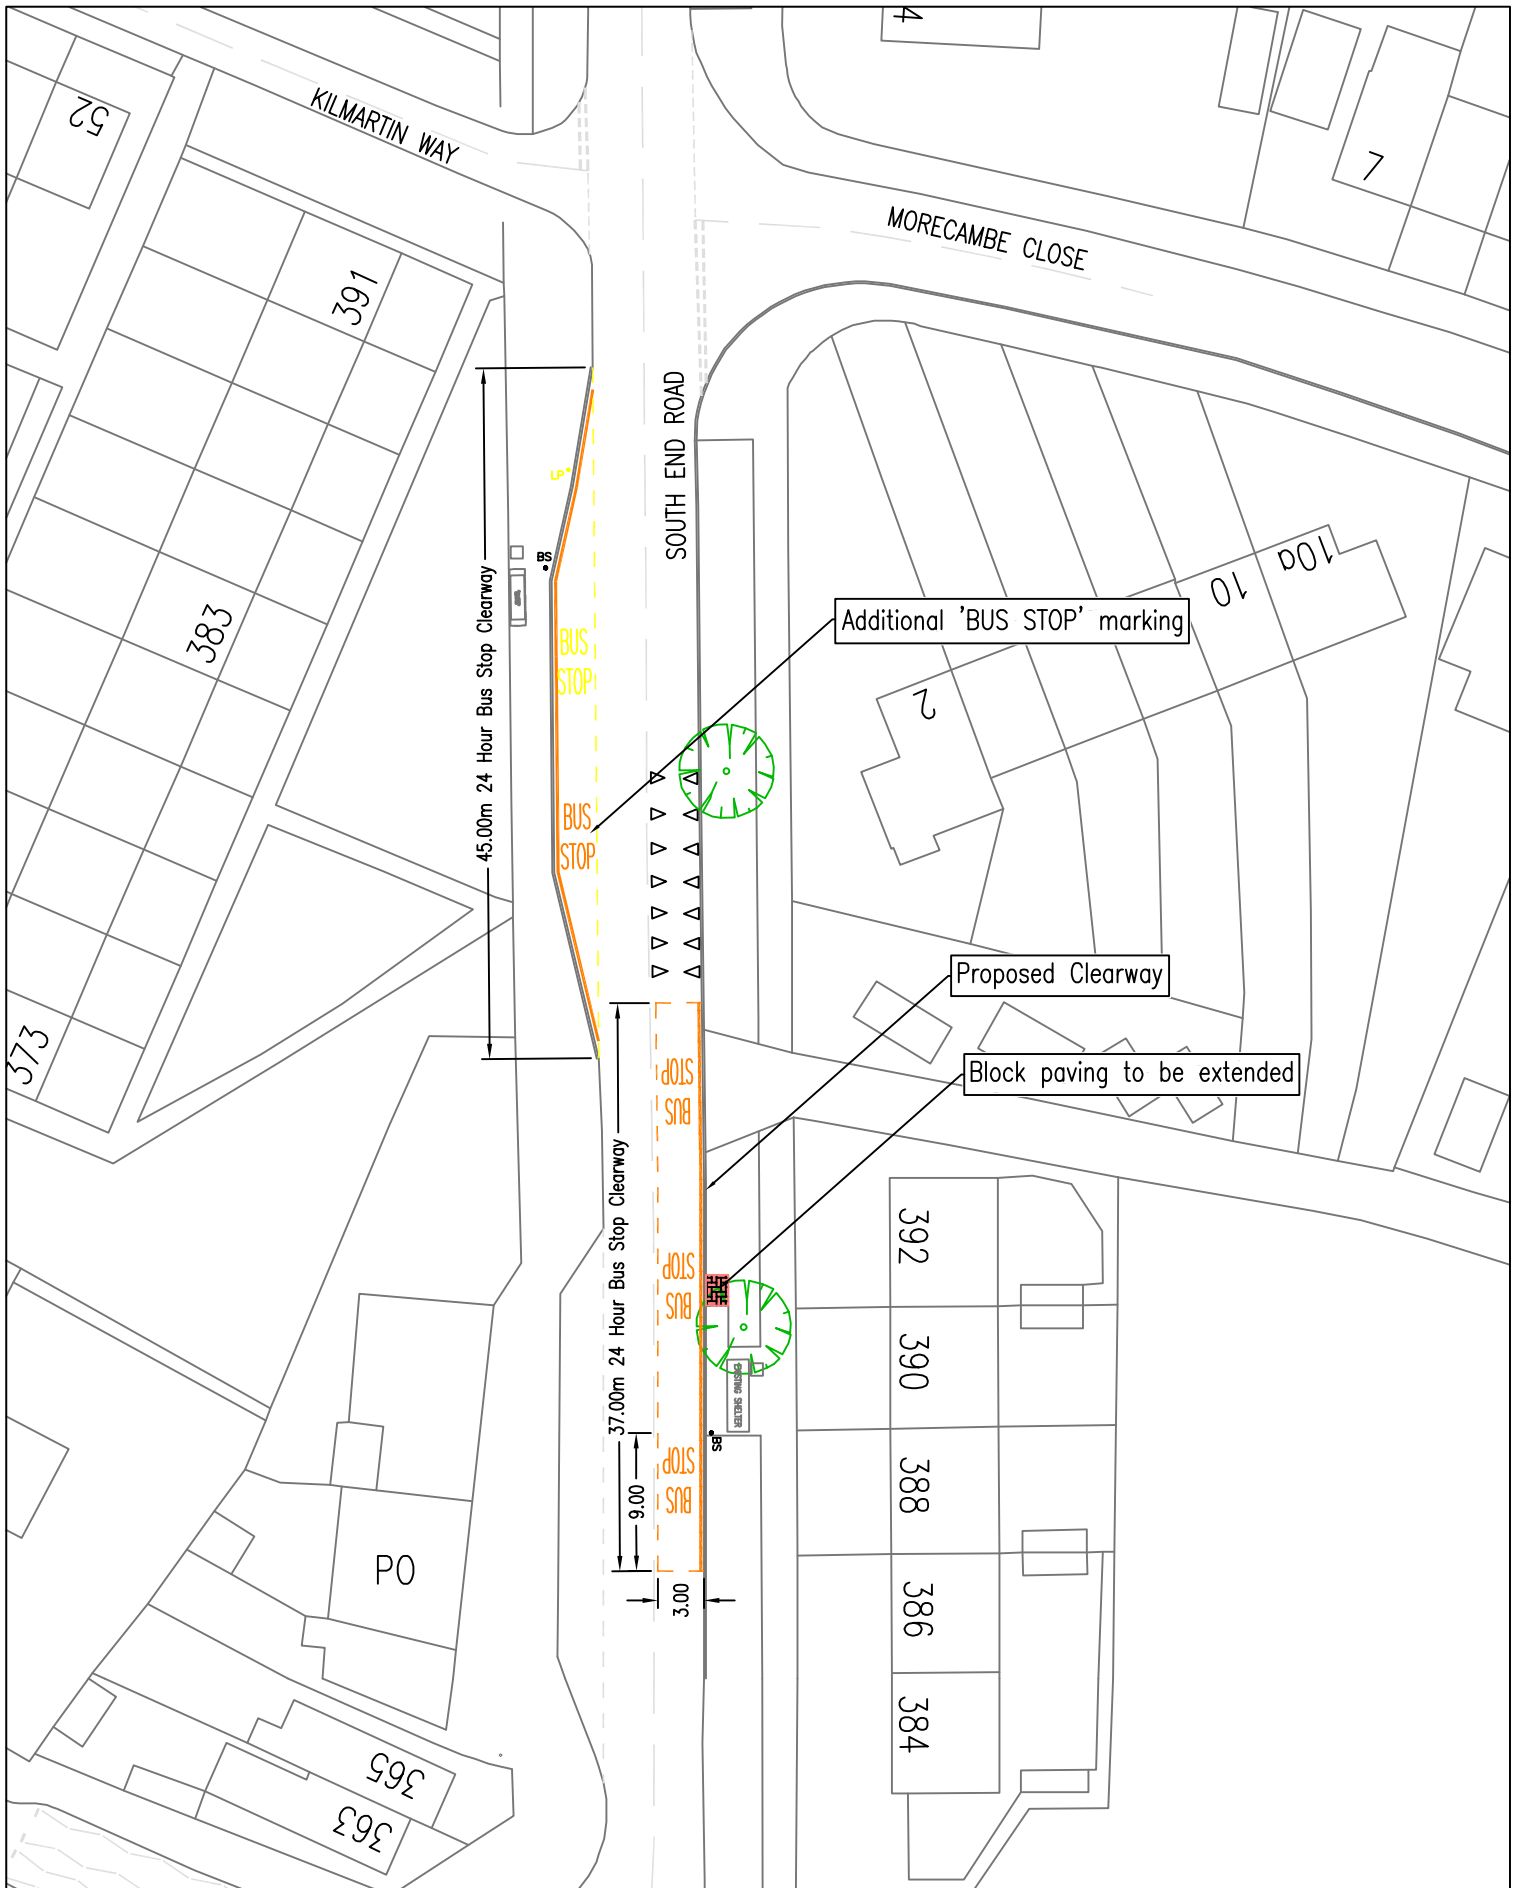 4
52
KILMARTIN WAY
7
MORECAMBE CLOSE
391
SOUTH END ROAD
LP
BS
10a
10
45.00m 24 Hour Bus Stop Clearway
383
Additional 'BUS STOP' marking
BUS
STOP
2
BUS
STOP
Proposed Clearway
373
Block paving to be extended
BUS
STOP
37.00m 24 Hour Bus Stop Clearway
392
BUS
STOP
390
EXISTING SHELTER
BS
388
BUS
STOP
9.00
PO
3.00
386
384
365
363